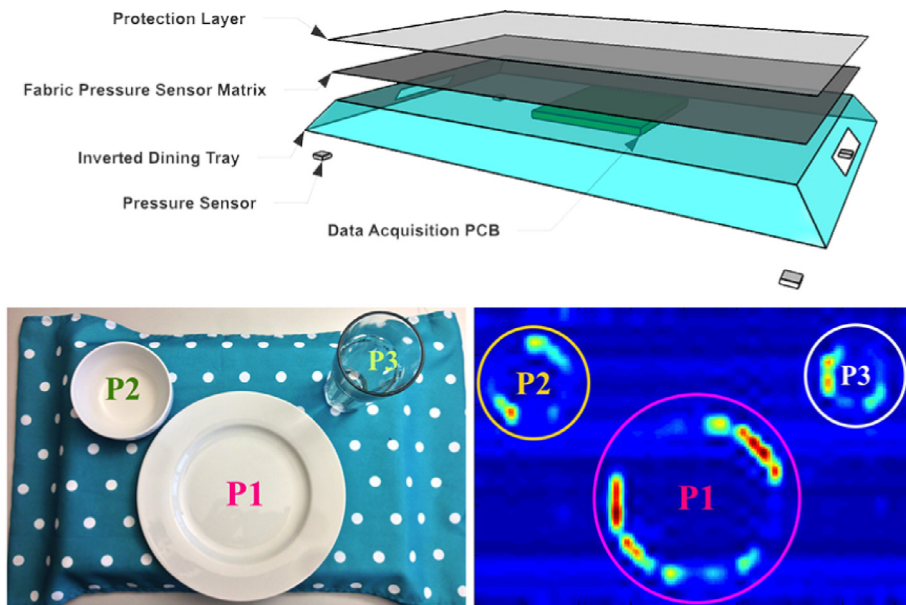 Protection Layer
Fabric Pressure Sensor Matrix
Inverted Dining Tray
Pressure Sensor
Data Acquisition PCB
P2
P3
P1
P2
P3
P1